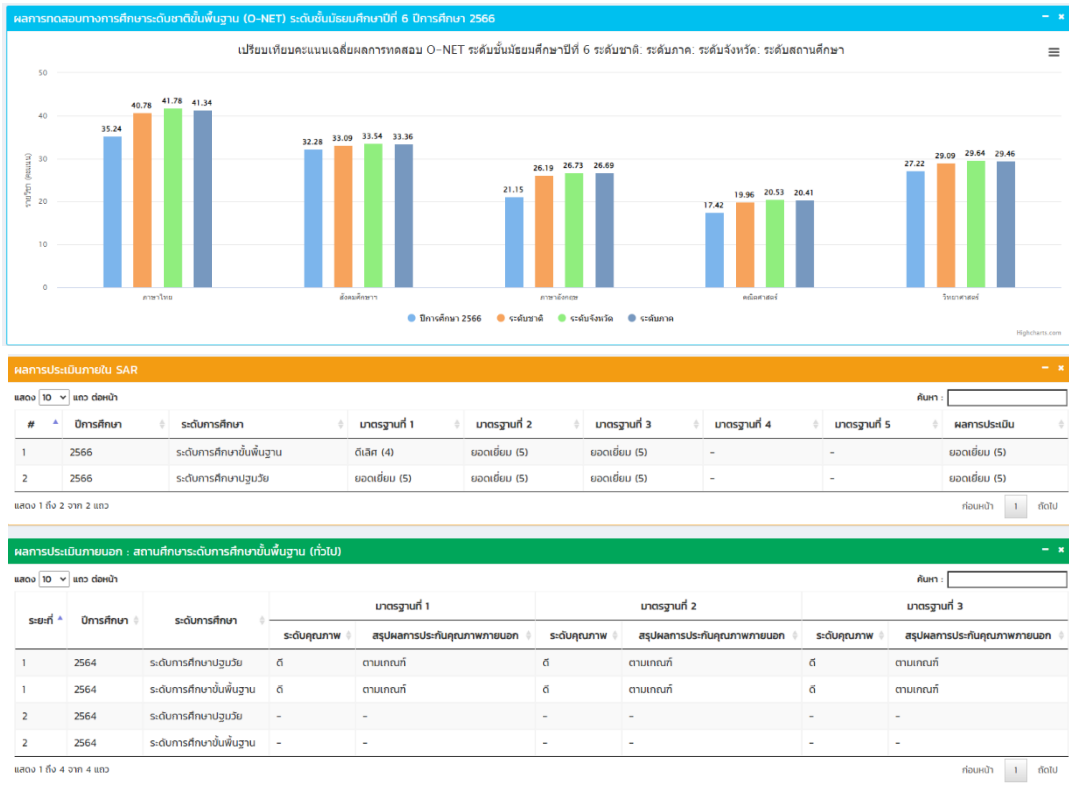 ผลการทดสอบทางการศึกษาระดับชาติขั้นพื้นฐาน (O-NET) ระดับชั้นมัธยมศึกษาปีที่ 6 ปีการศึกษา 2566
เปรียบเทียบคะแนนเฉลี่ยผลการทดสอบ O-NET ระดับชั้นมัธยมศึกษาปีที่ 6 ระดับชาติ: ระดับภาค: ระดับจังหวัด: ระดับสถานศึกษา
รายวิชา (คะแนน)
50
40
30
20
10
0
35.24 40.78 41.78 41.34
32.28 33.09 33.54 33.36
21.15 26.19 26.73 26.69
17.42 19.96 20.53 20.41
27.22 29.09 29.64 29.46
ภาษาไทย สังคมศึกษาฯ ภาษาอังกฤษ คณิตศาสตร์ วิทยาศาสตร์
ปีการศึกษา 2566 ระดับชาติ ระดับจังหวัด ระดับภาค
Highcharts.com
ผลการประเมินภายใน SAR
แสดง 10 แถว ต่อหน้า ค้นหา :
# ปีการศึกษา ระดับการศึกษา มาตรฐานที่ 1 มาตรฐานที่ 2 มาตรฐานที่ 3 มาตรฐานที่ 4 มาตรฐานที่ 5 ผลการประเมิน
1 2566 ระดับการศึกษาขั้นพื้นฐาน ดีเลิศ (4) ยอดเยี่ยม (5) ยอดเยี่ยม (5) - - ยอดเยี่ยม (5)
2 2566 ระดับการศึกษาปฐมวัย ยอดเยี่ยม (5) ยอดเยี่ยม (5) ยอดเยี่ยม (5) - - ยอดเยี่ยม (5)
แสดง 1 ถึง 2 จาก 2 แถว ก่อนหน้า 1 ถัดไป
ผลการประเมินภายนอก : สถานศึกษาระดับการศึกษาขั้นพื้นฐาน (ทั่วไป)
แสดง 10 แถว ต่อหน้า ค้นหา :
ระยะที่ ปีการศึกษา ระดับการศึกษา มาตรฐานที่ 1 มาตรฐานที่ 2 มาตรฐานที่ 3
ระดับคุณภาพ สรุปผลการประกันคุณภาพภายนอก ระดับคุณภาพ สรุปผลการประกันคุณภาพภายนอก ระดับคุณภาพ สรุปผลการประกันคุณภาพภายนอก
1 2564 ระดับการศึกษาปฐมวัย ดี ตามเกณฑ์ ดี ตามเกณฑ์ ดี ตามเกณฑ์
1 2564 ระดับการศึกษาขั้นพื้นฐาน ดี ตามเกณฑ์ ดี ตามเกณฑ์ ดี ตามเกณฑ์
2 2564 ระดับการศึกษาปฐมวัย - - - - - -
2 2564 ระดับการศึกษาขั้นพื้นฐาน - - - - - -
แสดง 1 ถึง 4 จาก 4 แถว ก่อนหน้า 1 ถัดไป